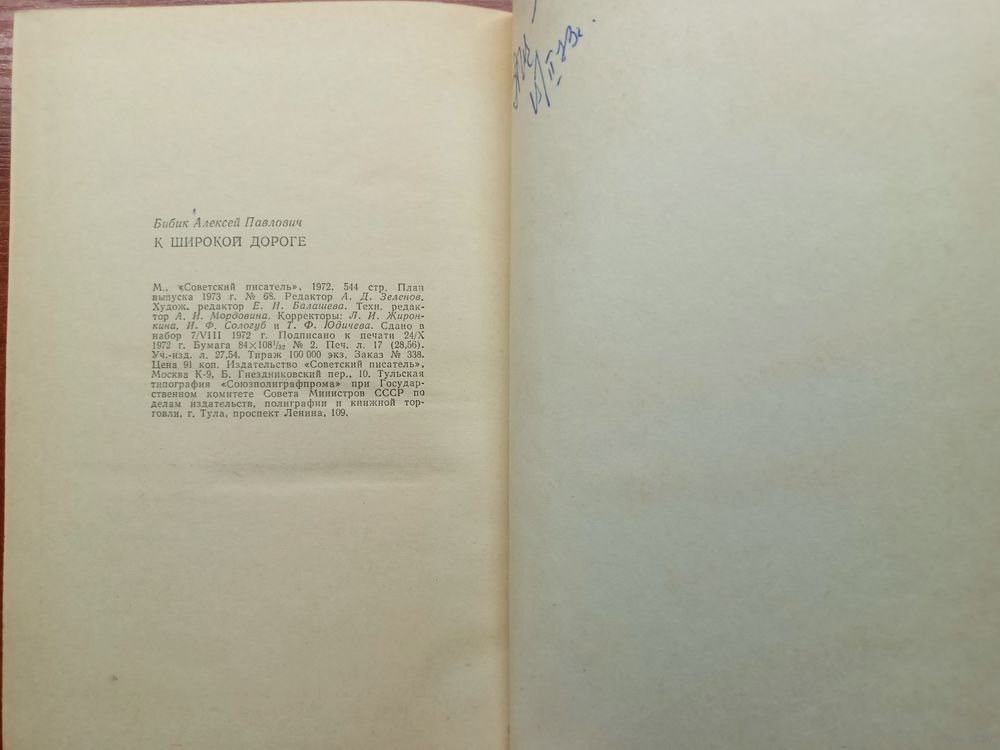 Бибик Алексей Павлович
К ШИРОКОЙ ДОРОГЕ
М., «Советский писатель», 1972, 544 стр. План
выпуска 1973 г. № 68. Редактор А. Д. Зеленов.
Худож. редактор Е. И. Балашева. Техн. редак-
тор А. И. Мордовина. Корректоры: Л. И. Жирон-
кина, И. Ф. Сологуб и Т. Ф. Юдичева. Сдано в
набор 7/VIII 1972 г. Подписано к печати 24/X
1972 г. Бумага 84×108¹/₃₂ № 2. Печ. л. 17 (28,56).
Уч.-изд. л. 27,54. Тираж 100 000 экз. Заказ № 338.
Цена 91 коп. Издательство «Советский писатель».
Москва К-9, Б. Гнездниковский пер., 10. Тульская
типография «Союзполиграфпрома» при Государ-
ственном комитете Совета Министров СССР по
делам издательств, полиграфии и книжной тор-
говли, г. Тула, проспект Ленина, 109.